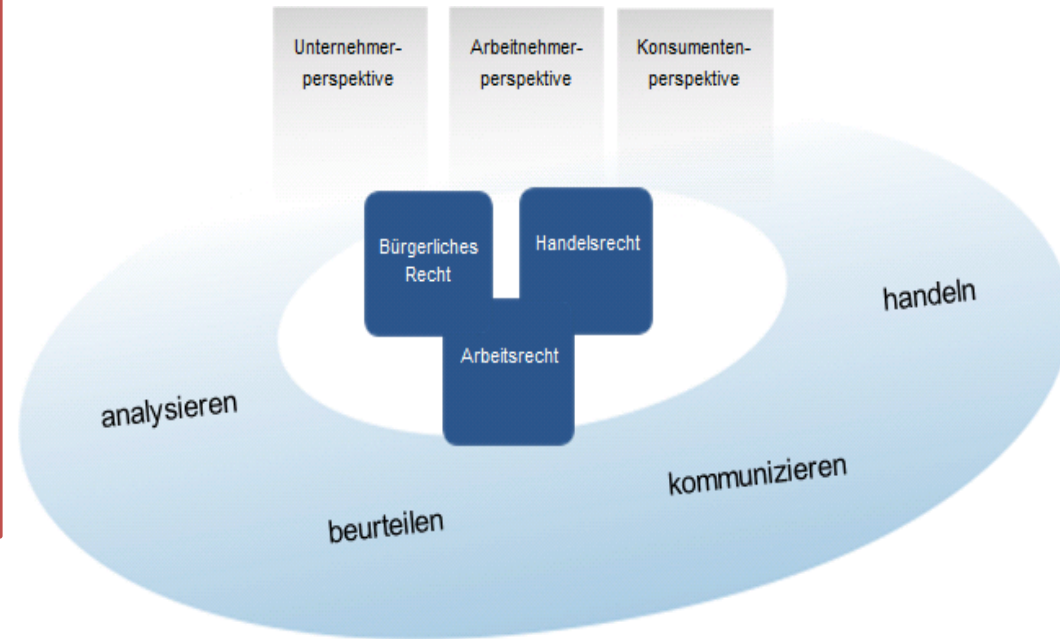 Unternehmer-
perspektive
Arbeitnehmer-
perspektive
Konsumenten-
perspektive
Bürgerliches
Recht
Handelsrecht
Arbeitsrecht
analysieren
beurteilen
kommunizieren
handeln